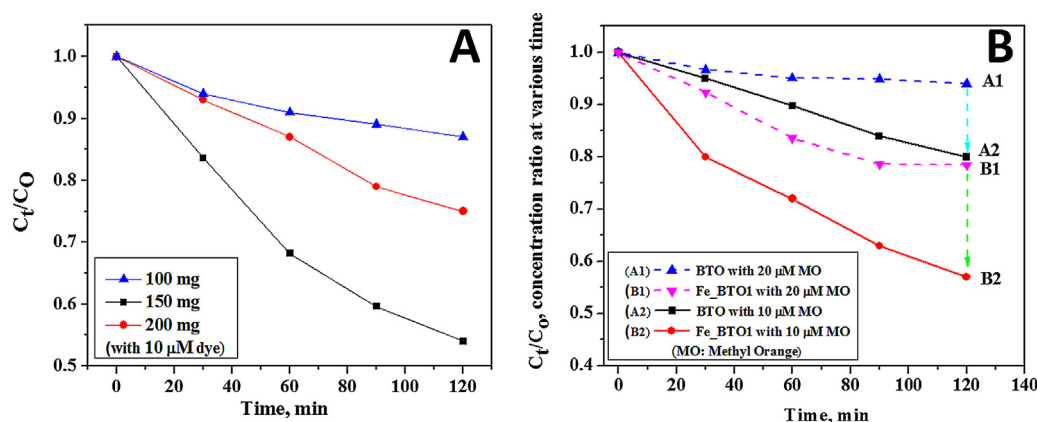 A
Cₜ/C_O
1.0
0.9
0.8
0.7
0.6
0.5
0
20
40
60
80
100
120
Time, min
100 mg
150 mg
200 mg
(with 10 µM dye)
B
Cₜ/C_O, concentration ratio at various time
1.0
0.9
0.8
0.7
0.6
0.5
0.4
0
20
40
60
80
100
120
140
Time, min
A1
A2
B1
B2
(A1) BTO with 20 µM MO
(B1) Fe_BTO1 with 20 µM MO
(A2) BTO with 10 µM MO
(B2) Fe_BTO1 with 10 µM MO
(MO: Methyl Orange)